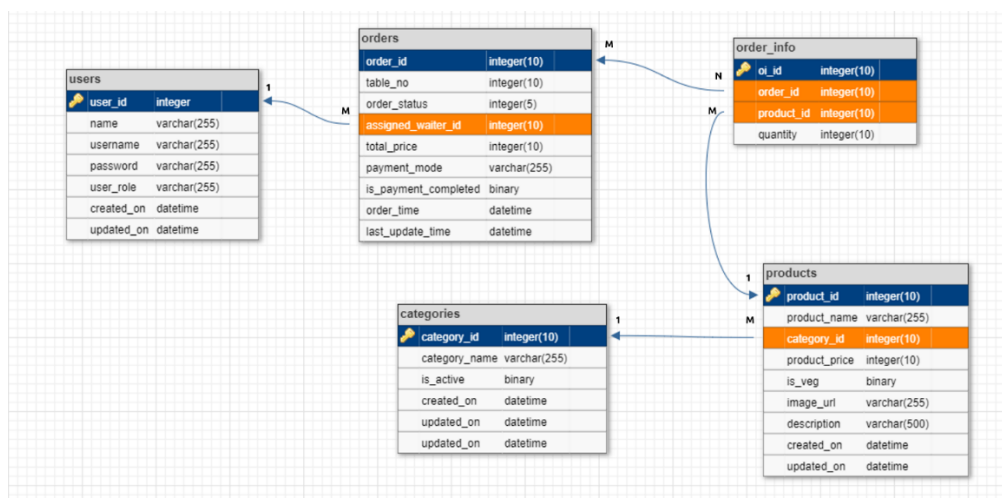 users
user_id integer
name varchar(255)
username varchar(255)
password varchar(255)
user_role varchar(255)
created_on datetime
updated_on datetime
1
M
orders
order_id integer(10)
table_no integer(10)
order_status integer(5)
assigned_waiter_id integer(10)
total_price integer(10)
payment_mode varchar(255)
is_payment_completed binary
order_time datetime
last_update_time datetime
M
N
M
order_info
oi_id integer(10)
order_id integer(10)
product_id integer(10)
quantity integer(10)
categories
category_id integer(10)
category_name varchar(255)
is_active binary
created_on datetime
updated_on datetime
updated_on datetime
1
M
1
products
product_id integer(10)
product_name varchar(255)
category_id integer(10)
product_price integer(10)
is_veg binary
image_url varchar(255)
description varchar(500)
created_on datetime
updated_on datetime